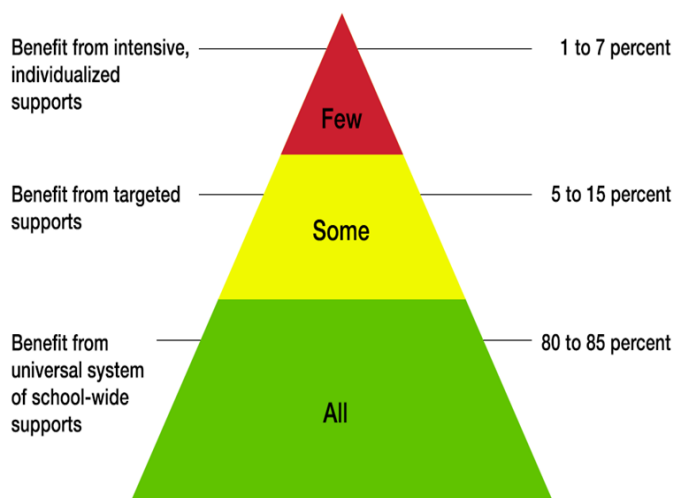 Benefit from intensive,
individualized
supports
1 to 7 percent
Few
Benefit from targeted
supports
5 to 15 percent
Some
Benefit from
universal system
of school-wide
supports
80 to 85 percent
All